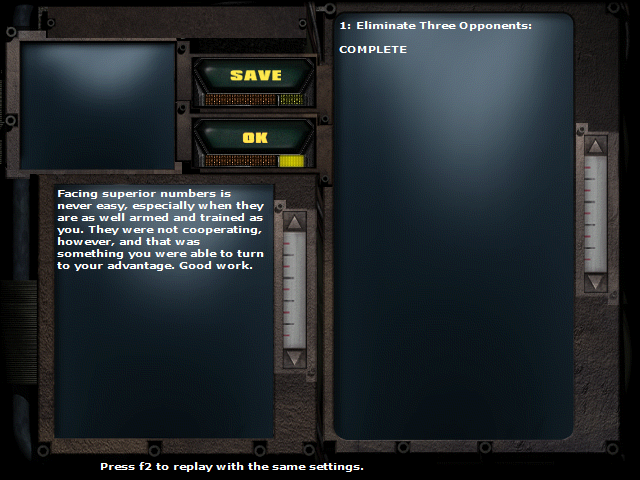 SAVE
OK
Facing superior numbers is
never easy, especially when they
are as well armed and trained as
you. They were not cooperating,
however, and that was
something you were able to turn
to your advantage. Good work.
1: Eliminate Three Opponents:
COMPLETE
Press f2 to replay with the same settings.